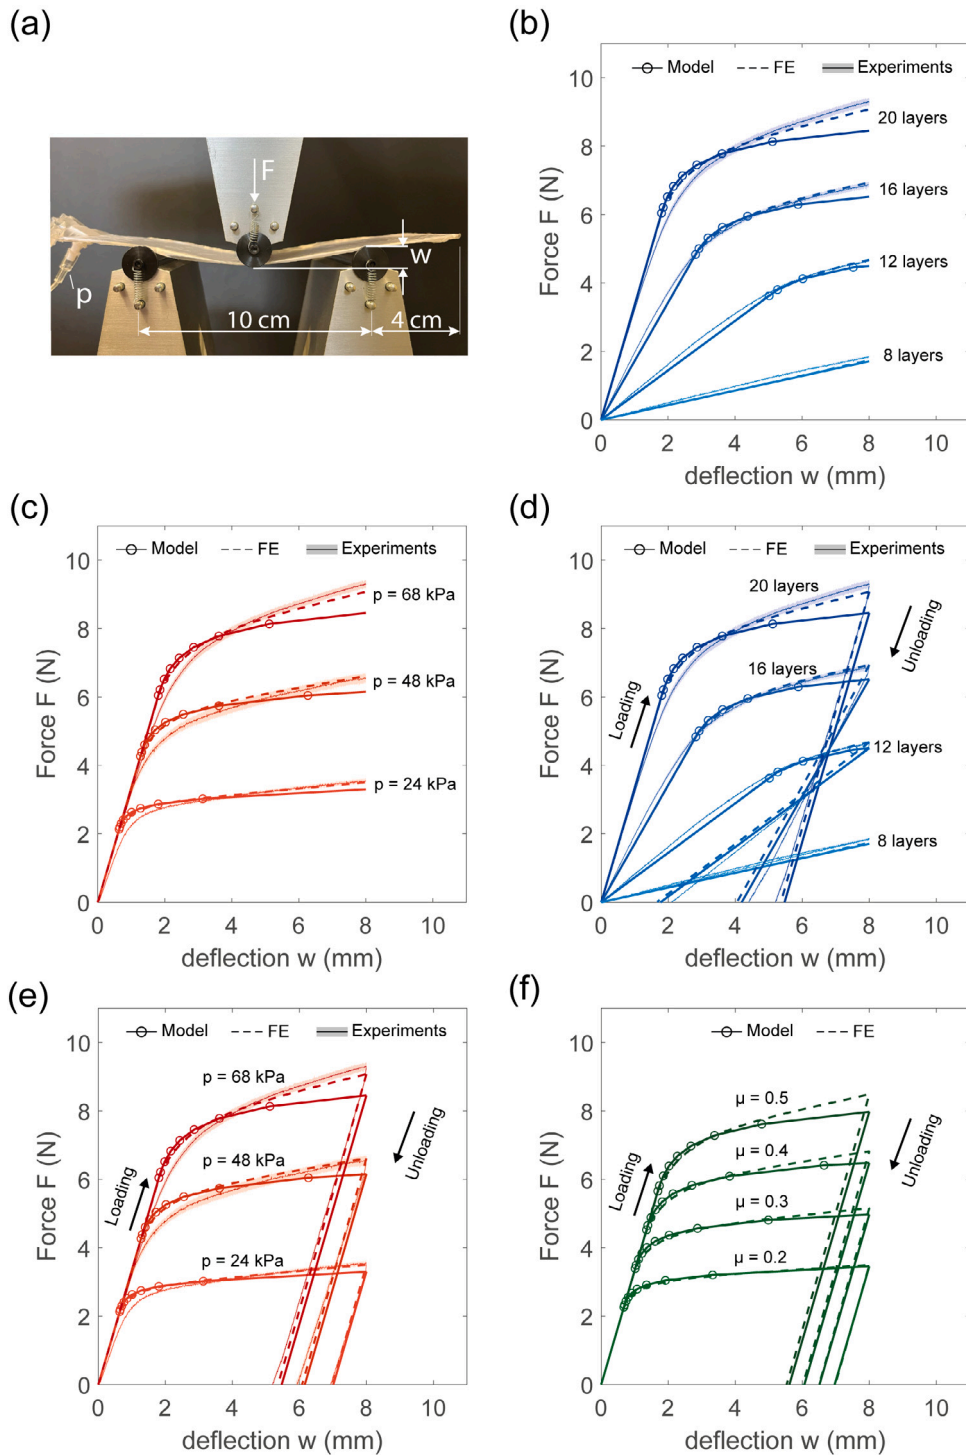 (a)
F
w
p
10 cm
4 cm
(b)
Model FE Experiments
20 layers
16 layers
12 layers
8 layers
Force F (N)
0 2 4 6 8 10
0 2 4 6 8 10
deflection w (mm)
(c)
Model FE Experiments
p = 68 kPa
p = 48 kPa
p = 24 kPa
Force F (N)
0 2 4 6 8 10
0 2 4 6 8 10
deflection w (mm)
(d)
Model FE Experiments
20 layers
16 layers
12 layers
8 layers
Loading
Unloading
Force F (N)
0 2 4 6 8 10
0 2 4 6 8 10
deflection w (mm)
(e)
Model FE Experiments
p = 68 kPa
p = 48 kPa
p = 24 kPa
Loading
Unloading
Force F (N)
0 2 4 6 8 10
0 2 4 6 8 10
deflection w (mm)
(f)
Model FE
μ = 0.5
μ = 0.4
μ = 0.3
μ = 0.2
Loading
Unloading
Force F (N)
0 2 4 6 8 10
0 2 4 6 8 10
deflection w (mm)